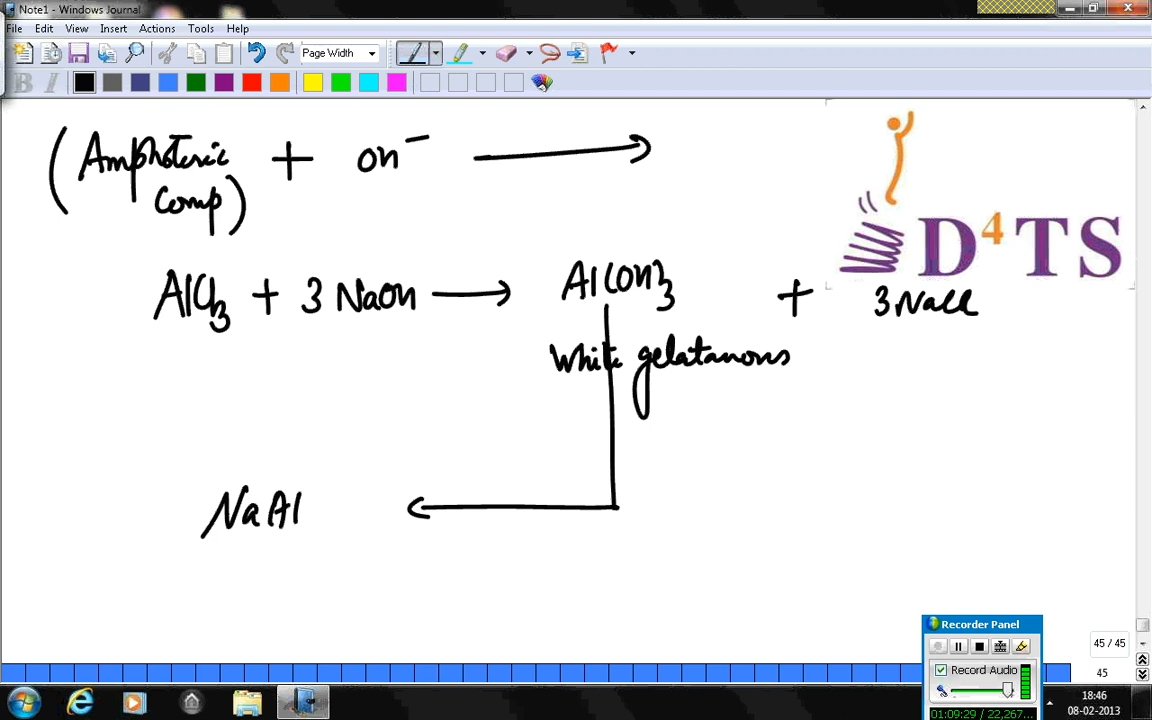 Note1 - Windows Journal
File Edit View Insert Actions Tools Help
Page Width
B I
(Amphoteric + OH⁻ ⟶
Comp)
D⁴TS
AlCl₃ + 3 NaOH ⟶ Al(OH)₃ + 3NaCl
White gelatanous
NaAl ←
Recorder Panel
Record Audio
01:09:29 / 22,267...
45 / 45
45
18:46
08-02-2013